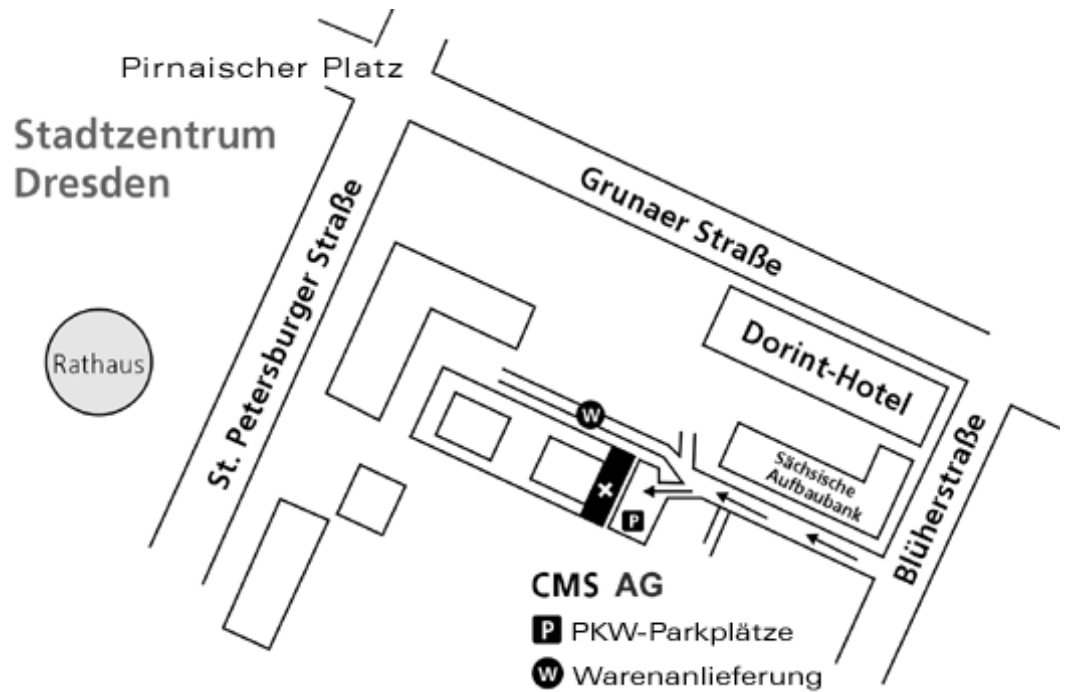 Pirnaischer Platz
Stadtzentrum
Dresden
Grunaer Straße
St. Petersburger Straße
Rathaus
Dorint-Hotel
W
Sächsische
Aufbaubank
P
Blüherstraße
CMS AG
P PKW-Parkplätze
W Warenanlieferung